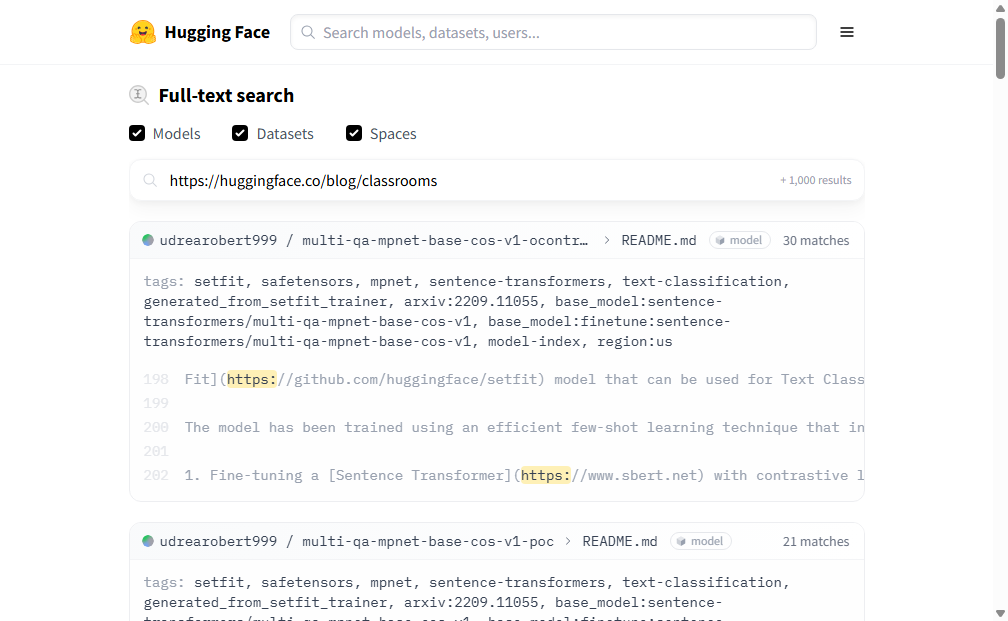 Hugging Face
Search models, datasets, users...
Full-text search
Models Datasets Spaces
https://huggingface.co/blog/classrooms + 1,000 results
udrearobert999 / multi-qa-mpnet-base-cos-v1-ocontr… > README.md model 30 matches
tags: setfit, safetensors, mpnet, sentence-transformers, text-classification,
generated_from_setfit_trainer, arxiv:2209.11055, base_model:sentence-
transformers/multi-qa-mpnet-base-cos-v1, base_model:finetune:sentence-
transformers/multi-qa-mpnet-base-cos-v1, model-index, region:us
198 Fit](https://github.com/huggingface/setfit) model that can be used for Text Class
199
200 The model has been trained using an efficient few-shot learning technique that in
201
202 1. Fine-tuning a [Sentence Transformer](https://www.sbert.net) with contrastive l
udrearobert999 / multi-qa-mpnet-base-cos-v1-poc > README.md model 21 matches
tags: setfit, safetensors, mpnet, sentence-transformers, text-classification,
generated_from_setfit_trainer, arxiv:2209.11055, base_model:sentence-